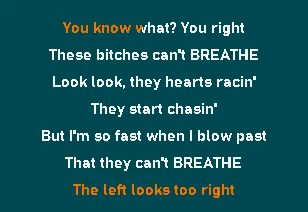 You know what? You right
These bitches can't BREATHE
Look look, they hearts racin'
They start chasin'
But I'm so fast when I blow past
That they can't BREATHE
The left looks too right